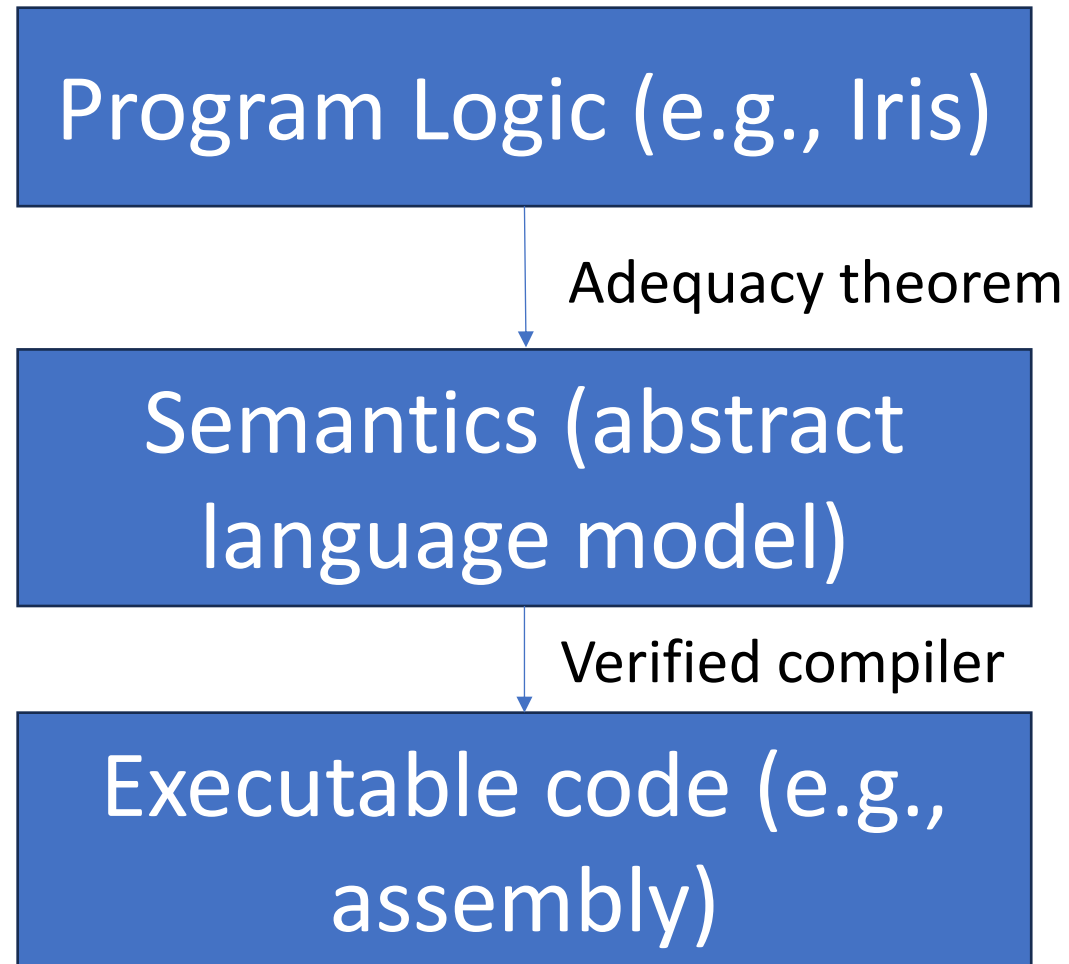 Program Logic (e.g., Iris)
Adequacy theorem
Semantics (abstract
language model)
Verified compiler
Executable code (e.g.,
assembly)